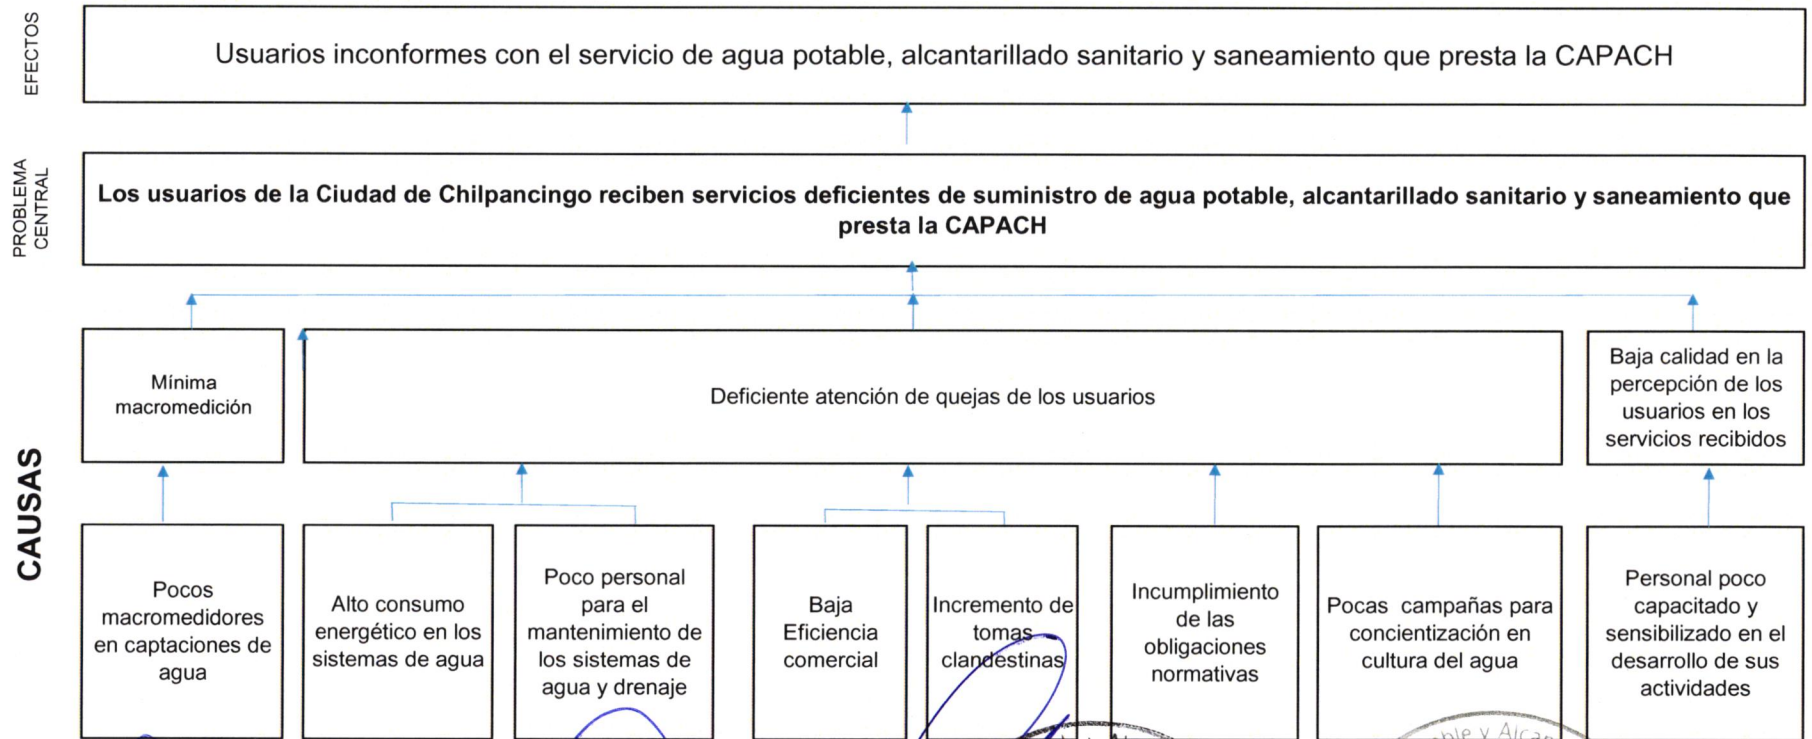 EFECTOS
Usuarios inconformes con el servicio de agua potable, alcantarillado sanitario y saneamiento que presta la CAPACH
PROBLEMA
CENTRAL
Los usuarios de la Ciudad de Chilpancingo reciben servicios deficientes de suministro de agua potable, alcantarillado sanitario y saneamiento que
presta la CAPACH
CAUSAS
Mínima
macromedición
Deficiente atención de quejas de los usuarios
Baja calidad en la
percepción de los
usuarios en los
servicios recibidos
Pocos
macromedidores
en captaciones de
agua
Alto consumo
energético en los
sistemas de agua
Poco personal
para el
mantenimiento de
los sistemas de
agua y drenaje
Baja
Eficiencia
comercial
Incremento de
tomas
clandestinas
Incumplimiento
de las
obligaciones
normativas
Pocas campañas para
concientización en
cultura del agua
Personal poco
capacitado y
sensibilizado en el
desarrollo de sus
actividades